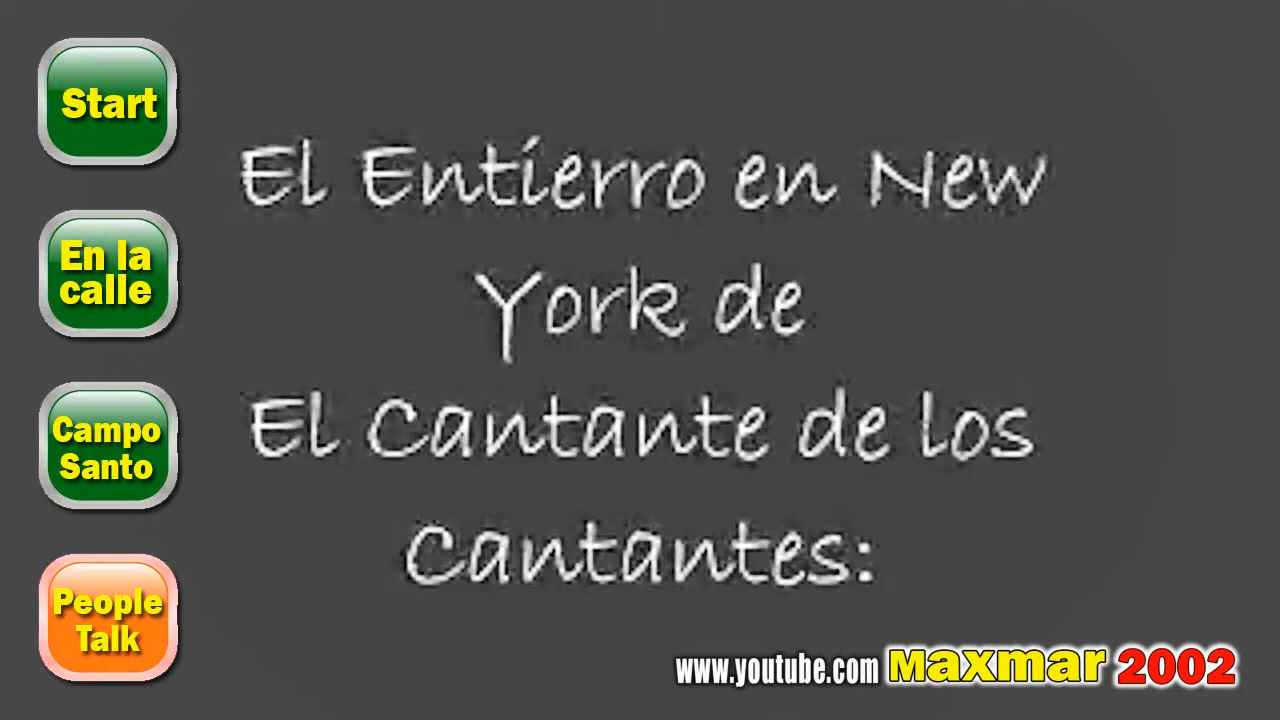 Start
En la
calle
Campo
Santo
People
Talk
El Entierro en New
York de
El Cantante de los
Cantantes:
www.youtube.com Maxmar 2002